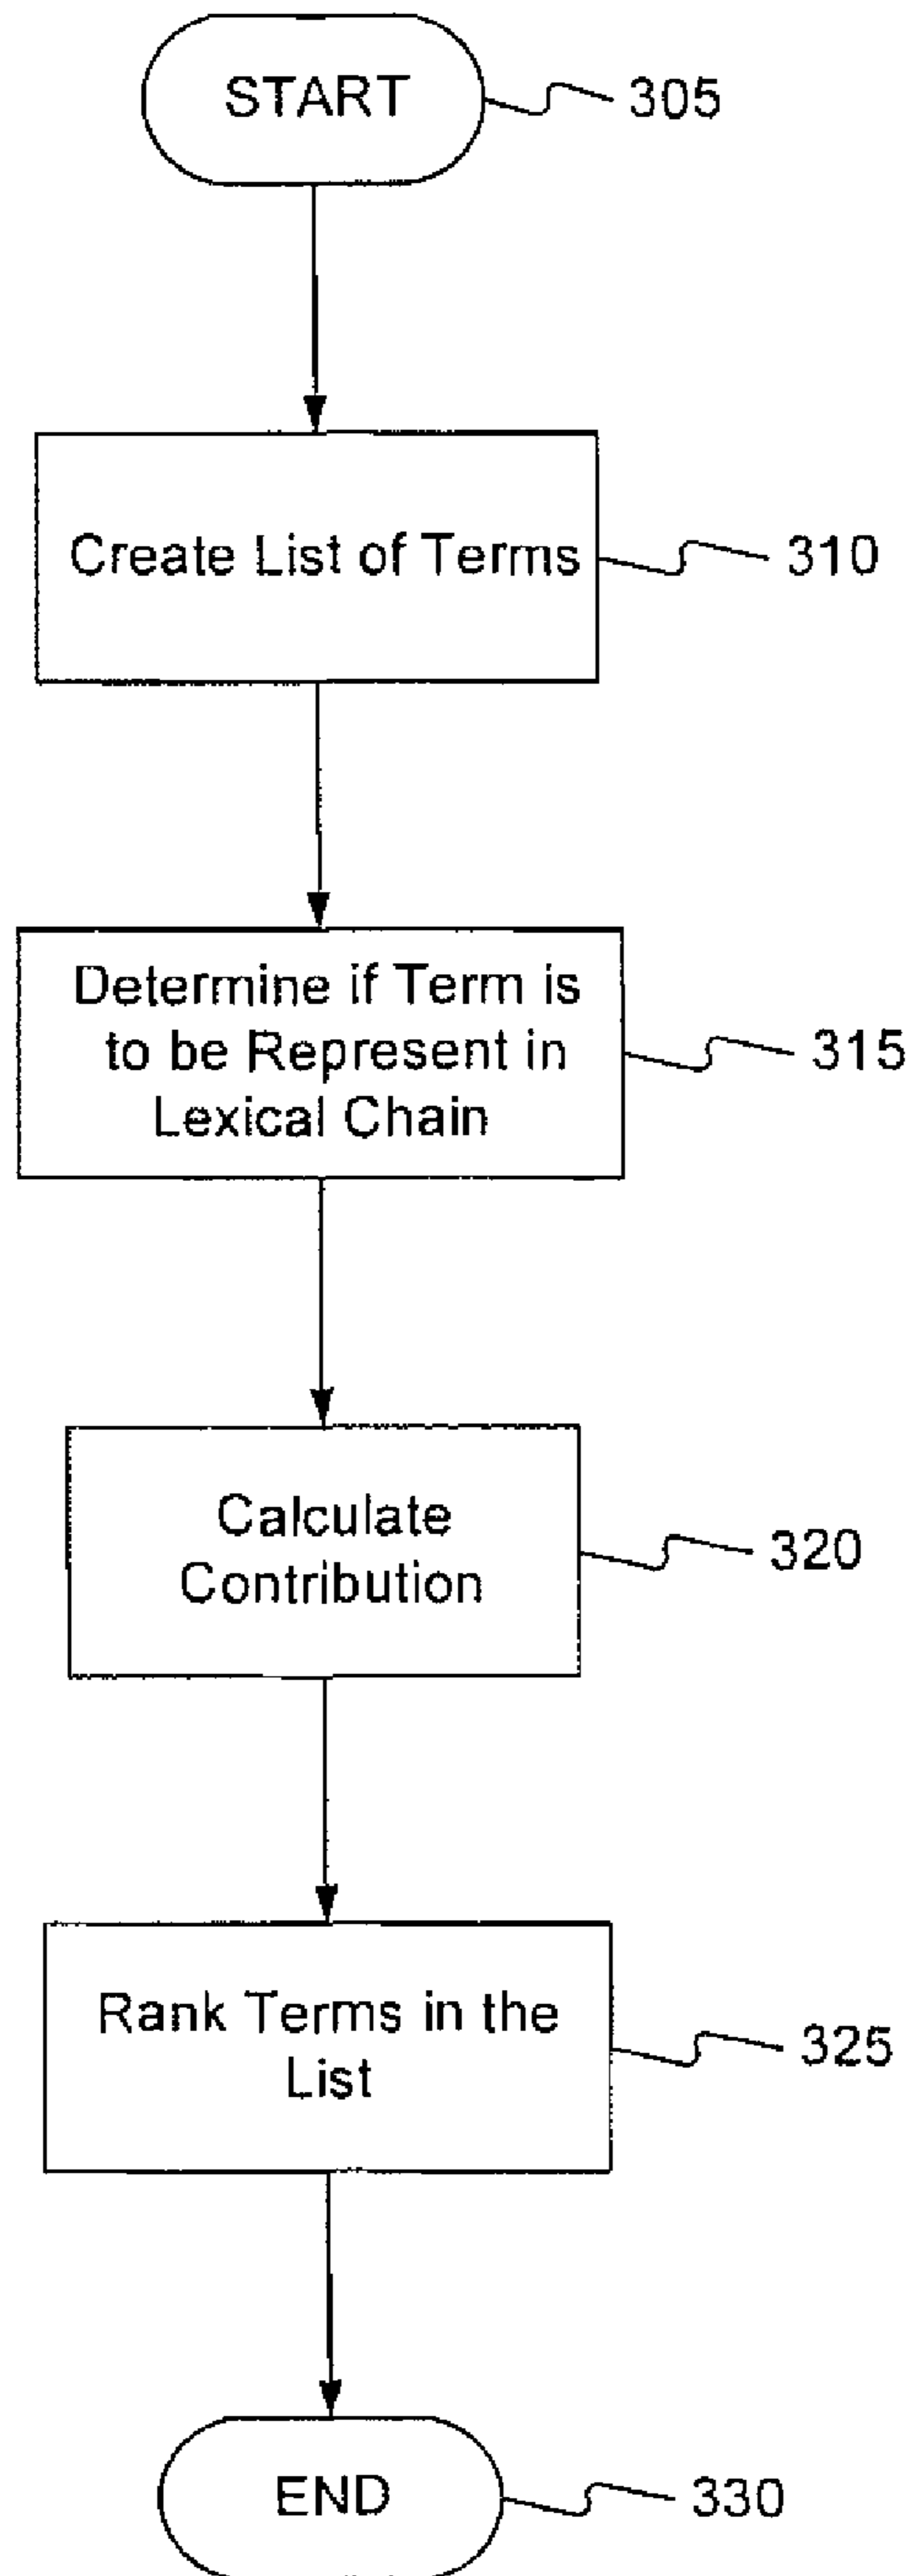 START
305
Create List of Terms
310
Determine if Term is
to be Represent in
Lexical Chain
315
Calculate
Contribution
320
Rank Terms in the
List
325
END
330